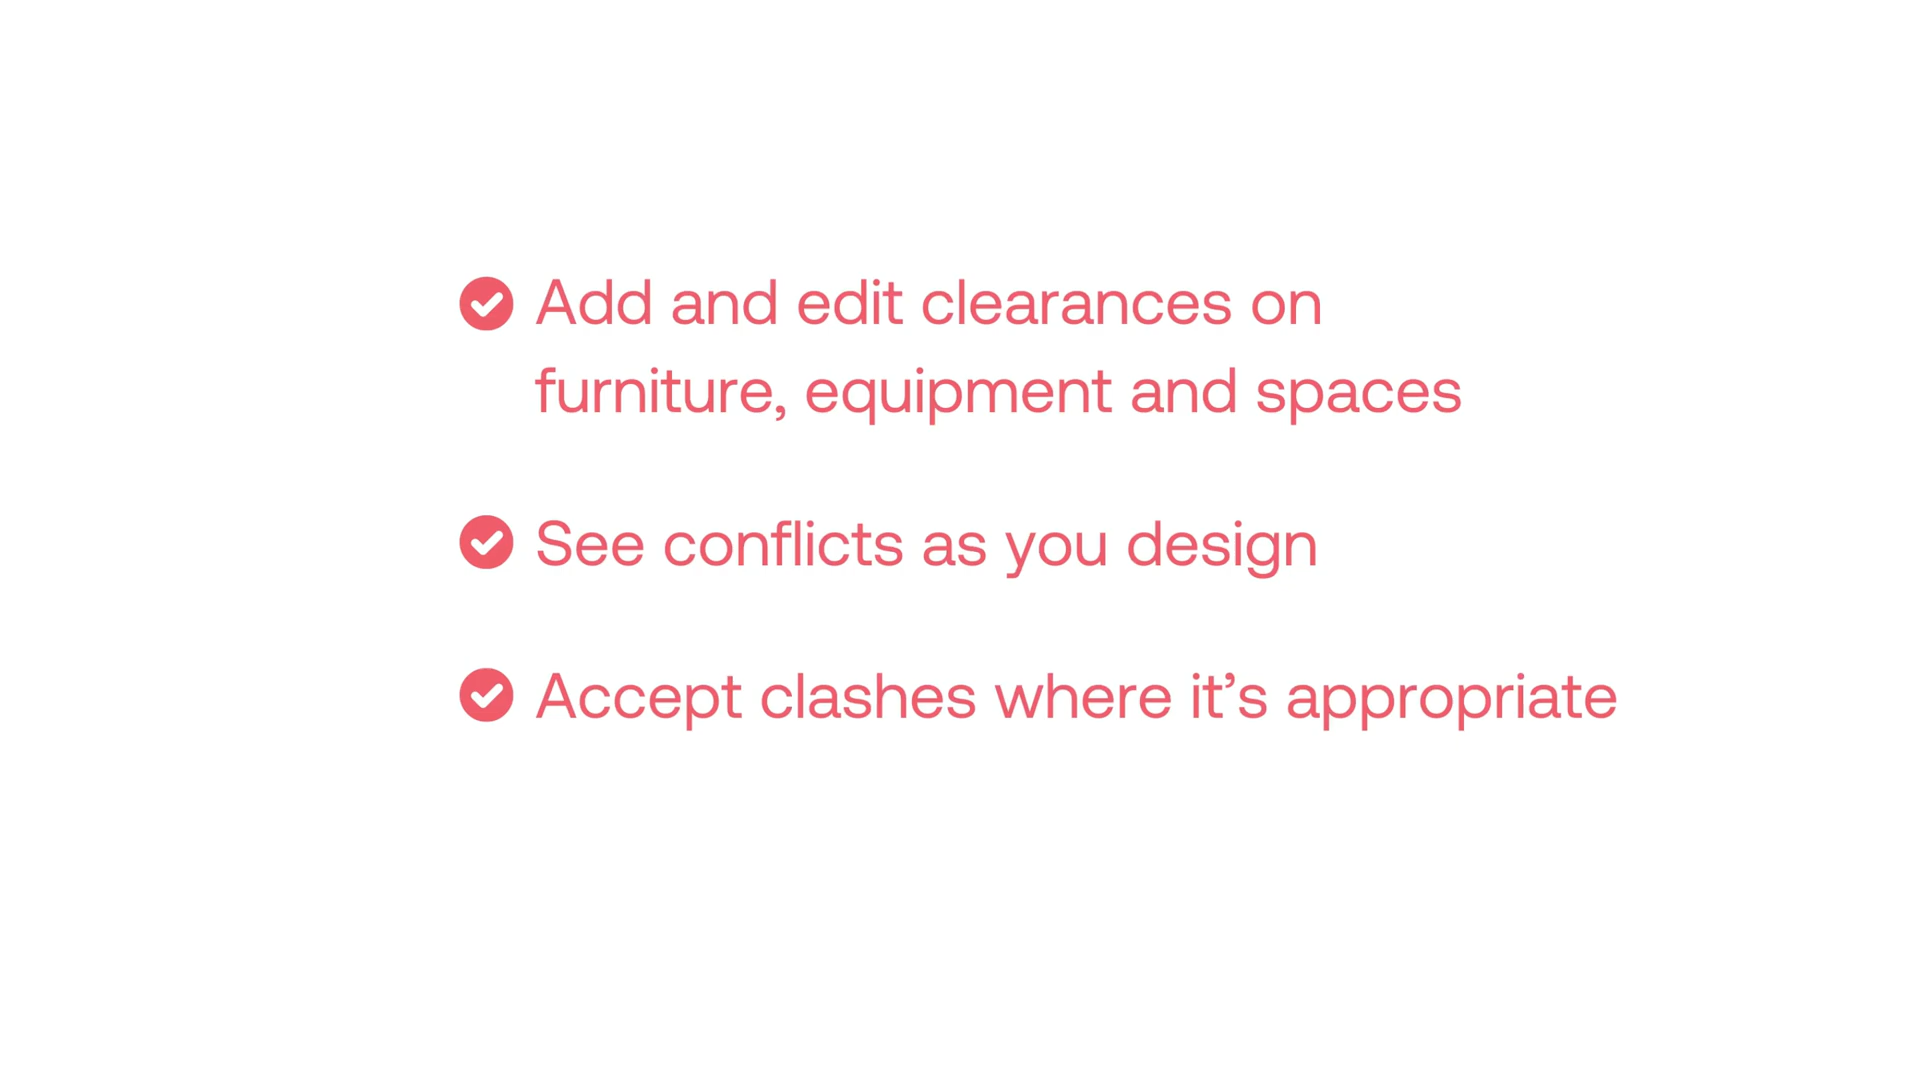 Add and edit clearances on
furniture, equipment and spaces
See conflicts as you design
Accept clashes where it’s appropriate